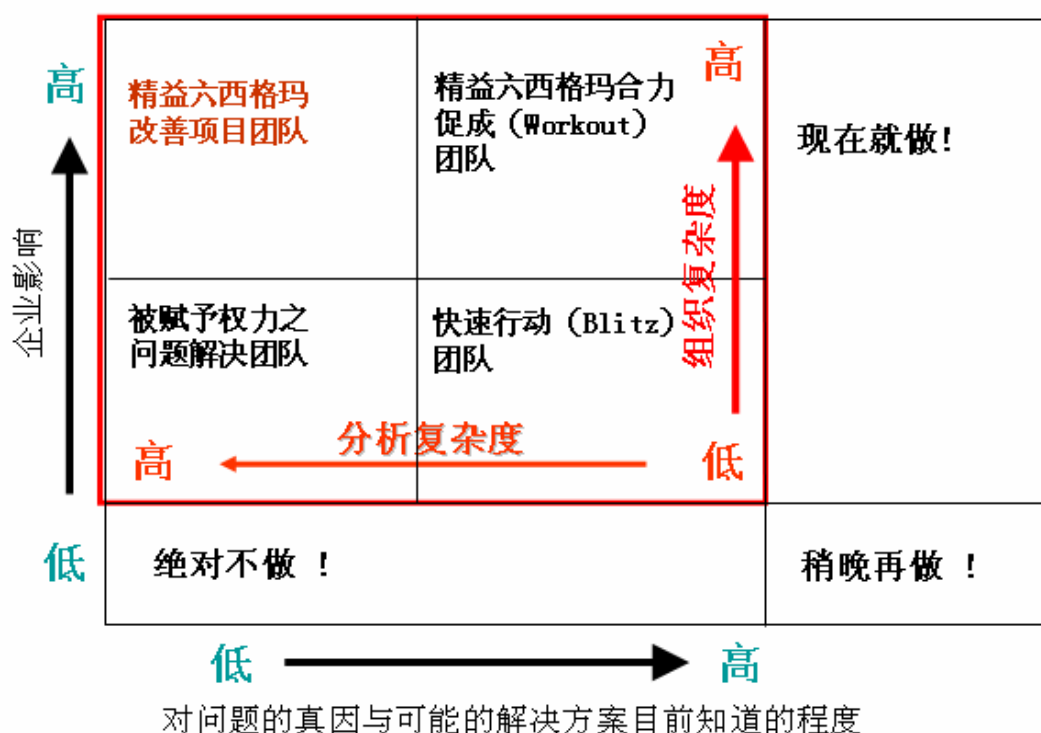 高
精益六西格玛
改善项目团队
精益六西格玛合力
促成（Workout）
团队
高
现在就做！
企业影响
组织复杂度
被赋予权力之
问题解决团队
快速行动（Blitz）
团队
分析复杂度
高
低
低
绝对不做 ！
稍晚再做 ！
低
高
对问题的真因与可能的解决方案目前知道的程度